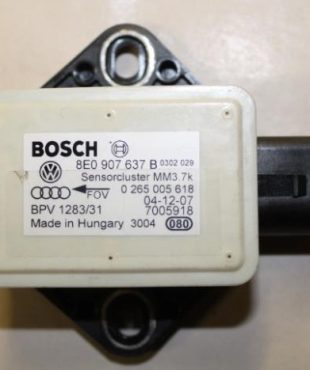 BOSCH
8E0 907 637 B 0302 029
Sensorcluster MM3.7k
FOV 0 265 005 618
04-12-07
BPV 1283/31 7005918
Made in Hungary 3004 080